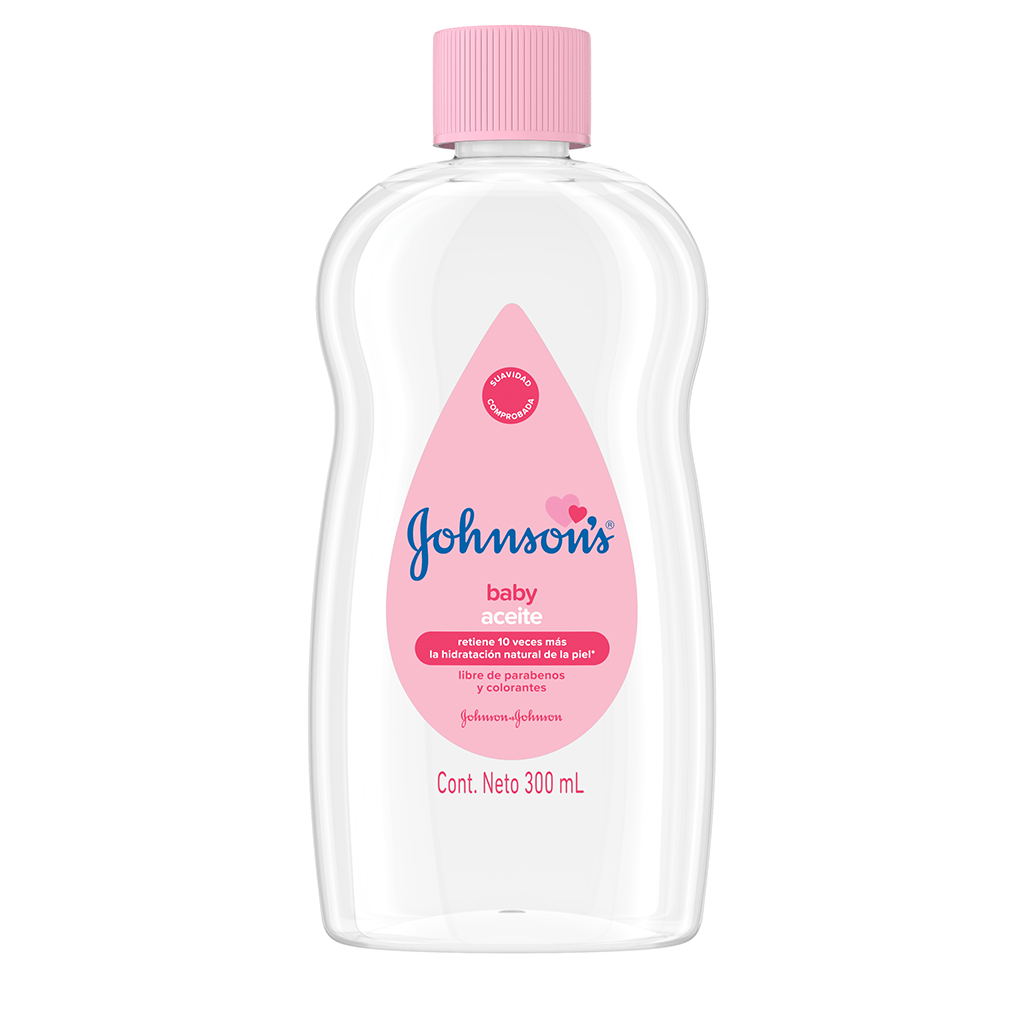 SUAVIDAD
COMPROBADA
Johnson's®
baby
aceite
retiene 10 veces más
la hidratación natural de la piel*
libre de parabenos
y colorantes
Johnson+Johnson
Cont. Neto 300 mL